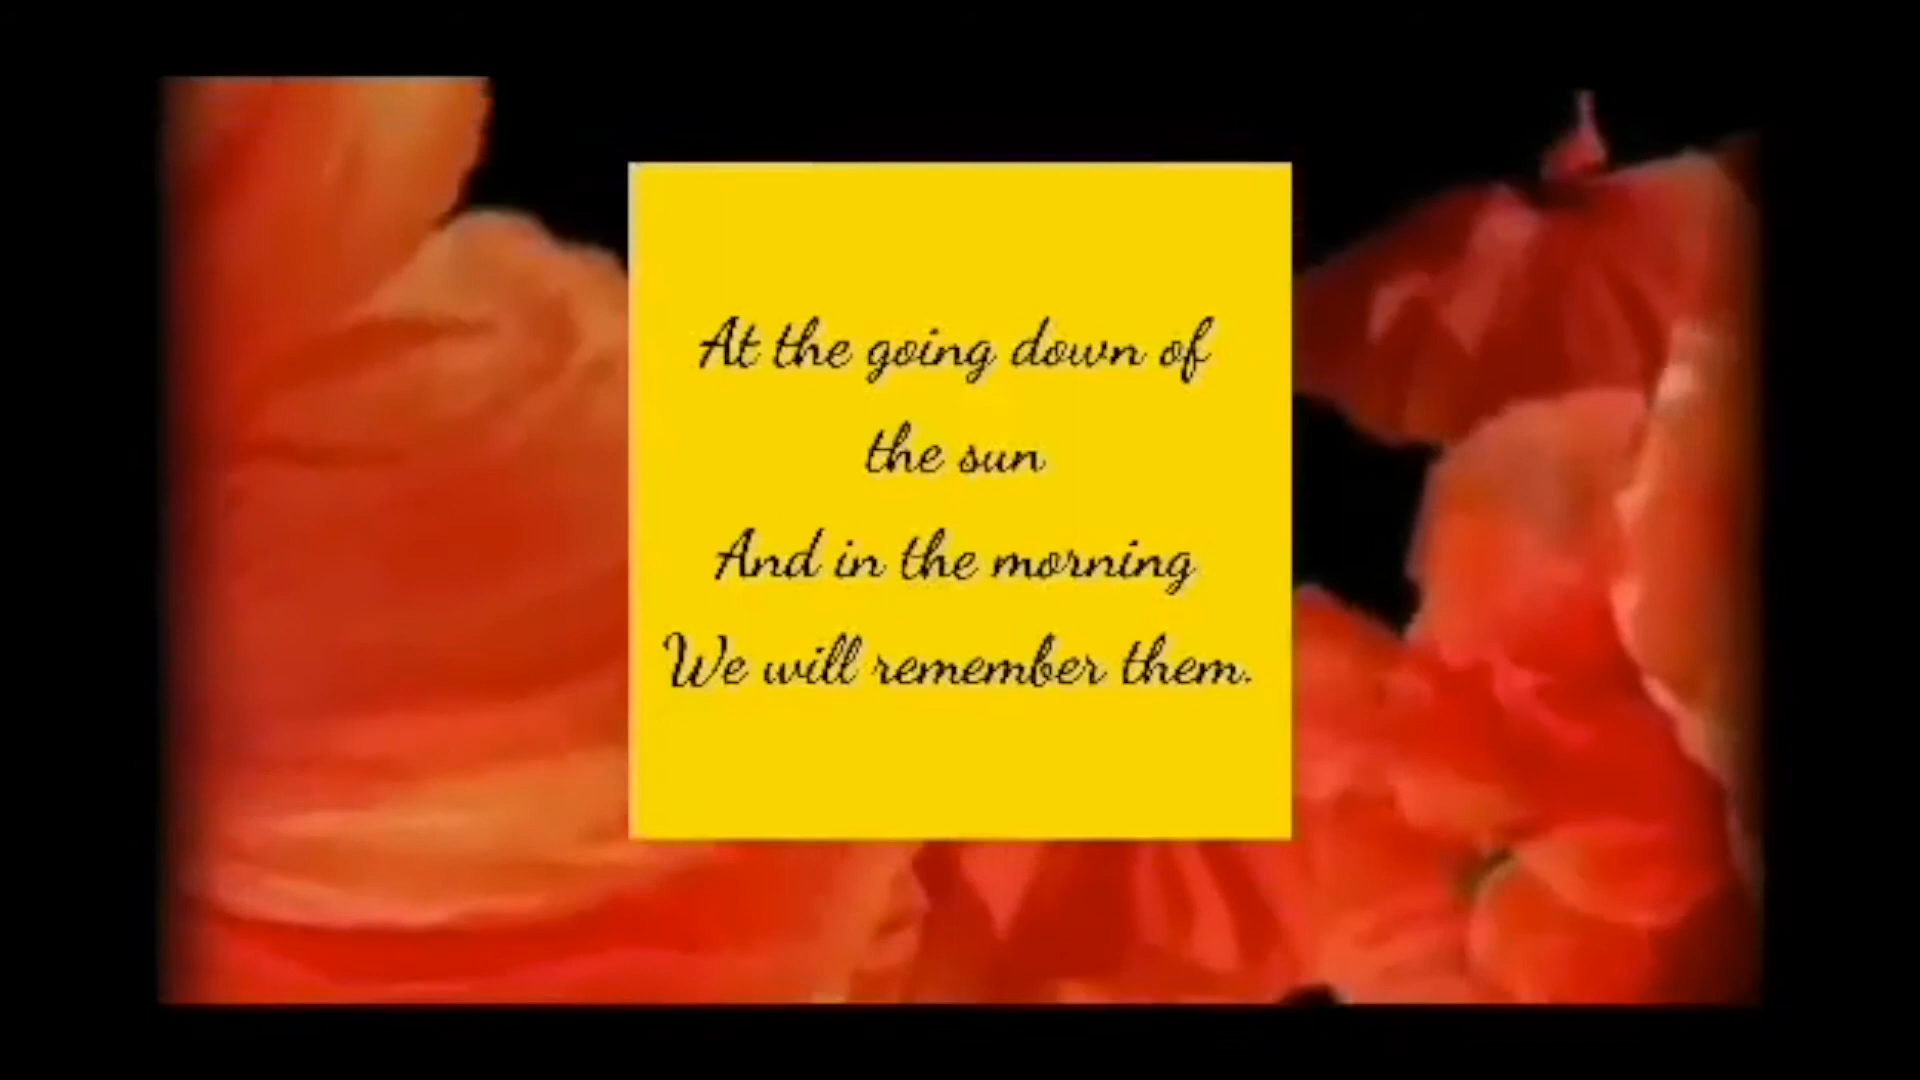 At the going down of
the sun
And in the morning
We will remember them.